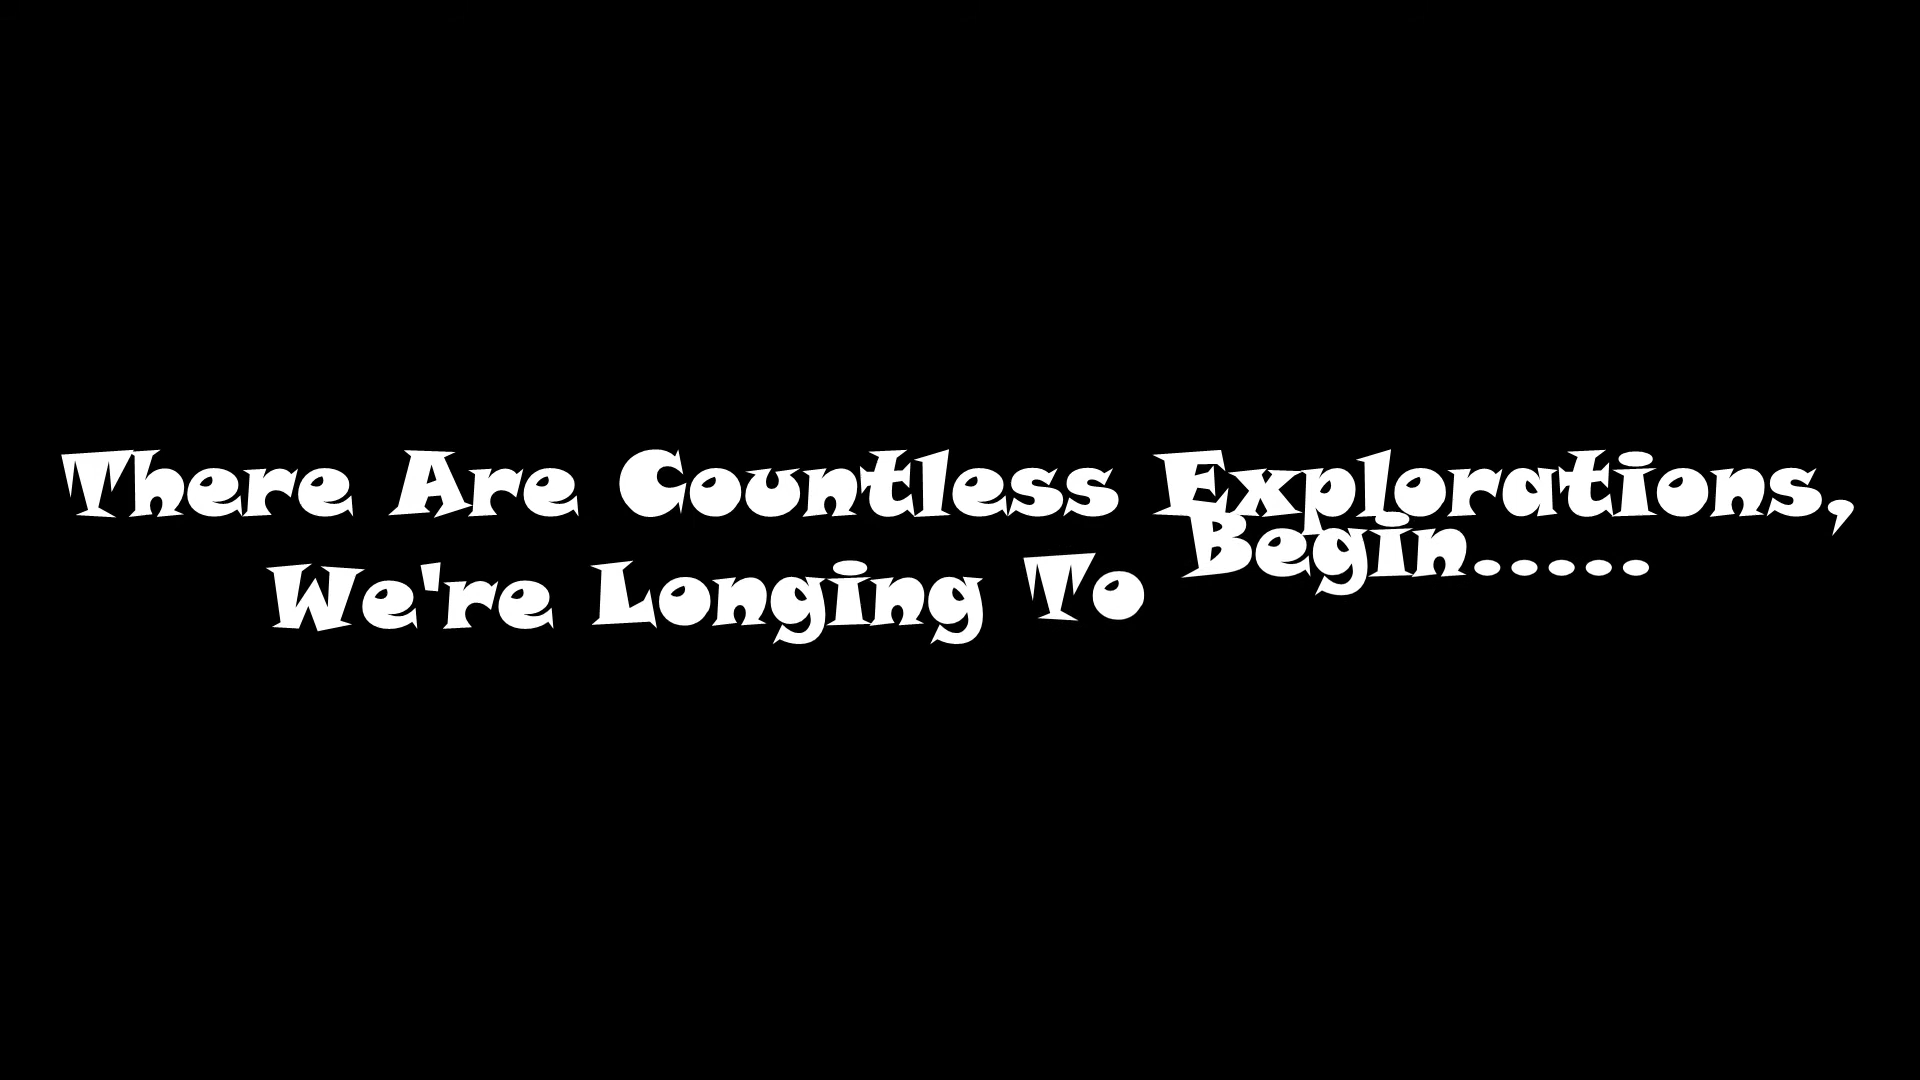 There Are Countless Explorations,
We're Longing To Begin.....